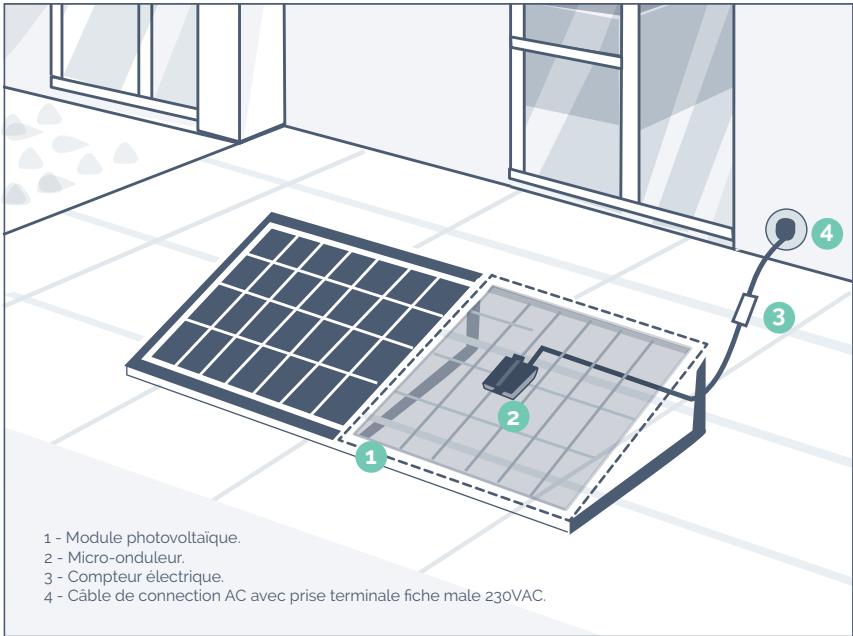 4
3
2
1
1 - Module photovoltaïque.
2 - Micro-onduleur.
3 - Compteur électrique.
4 - Câble de connection AC avec prise terminale fiche male 230VAC.